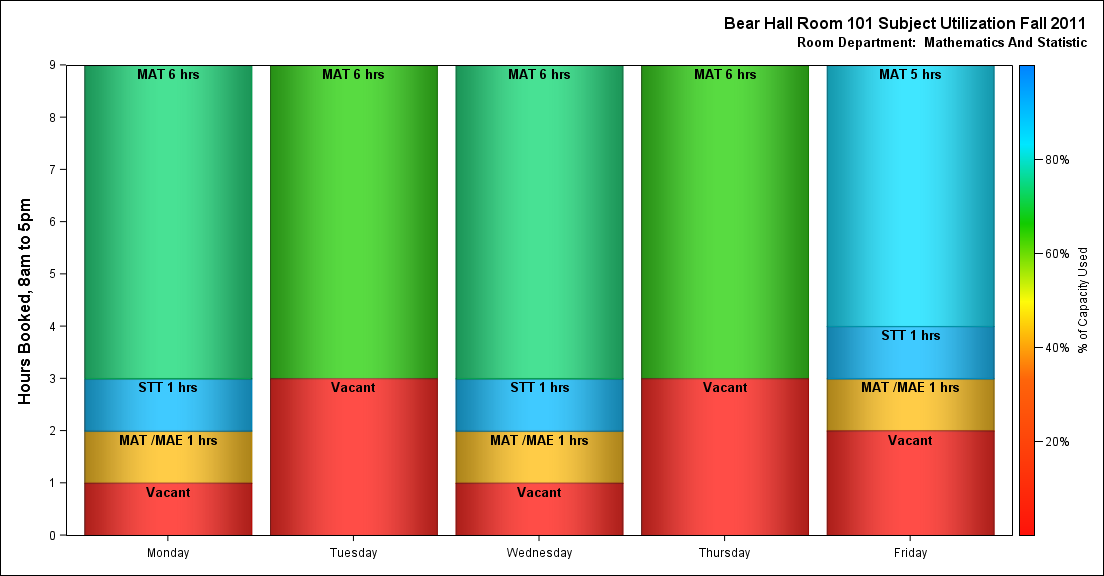 Bear Hall Room 101 Subject Utilization Fall 2011
Room Department: Mathematics And Statistic
Hours Booked, 8am to 5pm
9
8
7
6
5
4
3
2
1
0
MAT 6 hrs
STT 1 hrs
MAT /MAE 1 hrs
Vacant
Monday
MAT 6 hrs
Vacant
Tuesday
MAT 6 hrs
STT 1 hrs
MAT /MAE 1 hrs
Vacant
Wednesday
MAT 6 hrs
Vacant
Thursday
MAT 5 hrs
STT 1 hrs
MAT /MAE 1 hrs
Vacant
Friday
80%
60%
40%
20%
% of Capacity Used